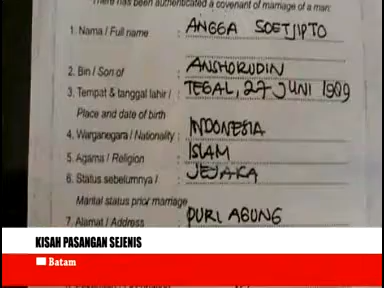 There has been authenticated a covenant of marriage of a man:
1. Nama / Full name : ANGGA SOETJIPTO
2. Bin / Son of : ANSHORUDIN
3. Tempat & tanggal lahir / : TEGAL, 27 JUNI 1989
Place and date of birth
4. Warganegara / Nationality : INDONESIA
5. Agama / Religion : ISLAM
6. Status sebelumnya / : JEJAKA
Marital status prior marriage
7. Alamat / Address : PURI AGUNG
KISAH PASANGAN SEJENIS
Batam